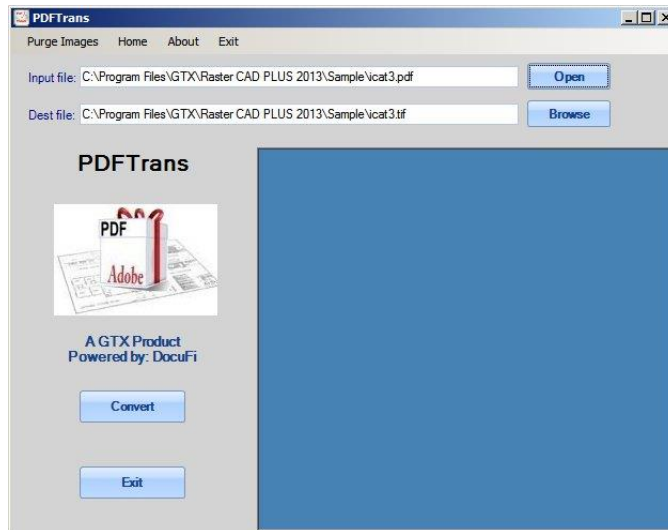 PDFTrans
Purge Images Home About Exit
Input file: C:\Program Files\GTX\Raster CAD PLUS 2013\Sample\icat3.pdf Open
Dest file: C:\Program Files\GTX\Raster CAD PLUS 2013\Sample\icat3.tif Browse
PDFTrans
PDF
Adobe
A GTX Product
Powered by: DocuFi
Convert
Exit